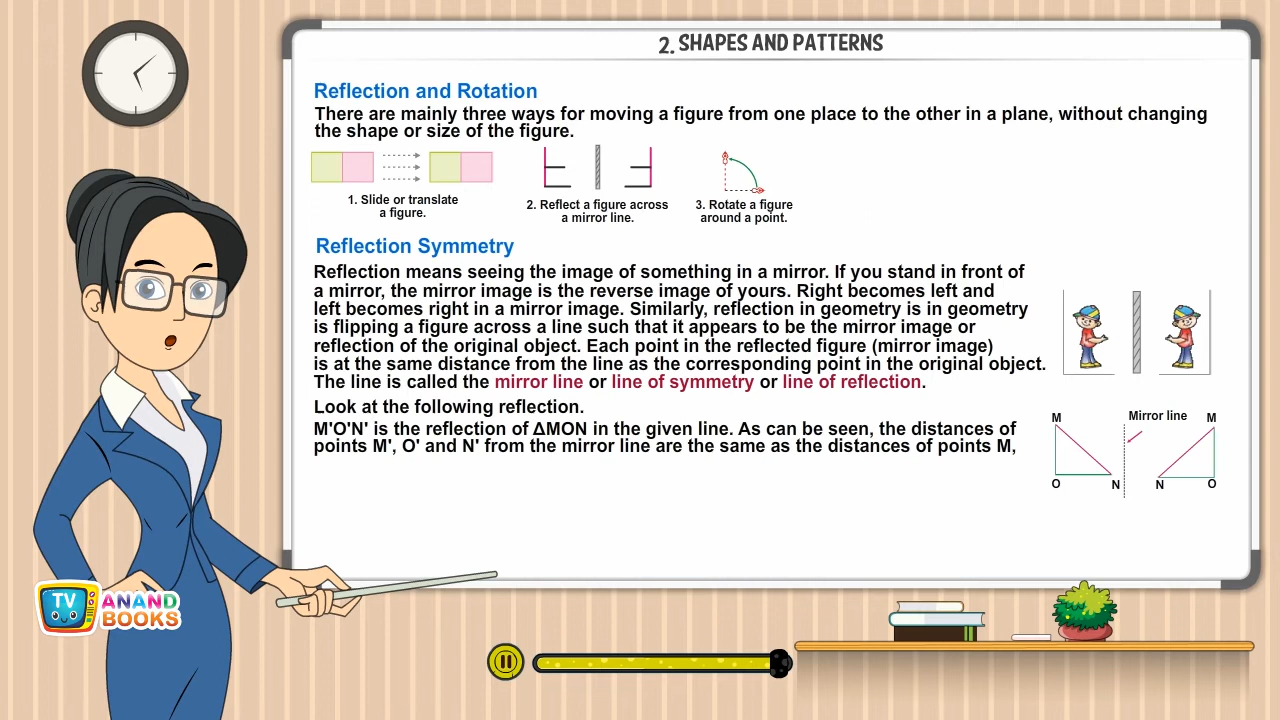 2. SHAPES AND PATTERNS
Reflection and Rotation
There are mainly three ways for moving a figure from one place to the other in a plane, without changing
the shape or size of the figure.
1. Slide or translate
a figure.
2. Reflect a figure across
a mirror line.
3. Rotate a figure
around a point.
Reflection Symmetry
Reflection means seeing the image of something in a mirror. If you stand in front of
a mirror, the mirror image is the reverse image of yours. Right becomes left and
left becomes right in a mirror image. Similarly, reflection in geometry is in geometry
is flipping a figure across a line such that it appears to be the mirror image or
reflection of the original object. Each point in the reflected figure (mirror image)
is at the same distance from the line as the corresponding point in the original object.
The line is called the mirror line or line of symmetry or line of reflection.
Look at the following reflection.
M'O'N' is the reflection of ΔMON in the given line. As can be seen, the distances of
points M', O' and N' from the mirror line are the same as the distances of points M,
M Mirror line M
O N N O
TV ANAND
BOOKS